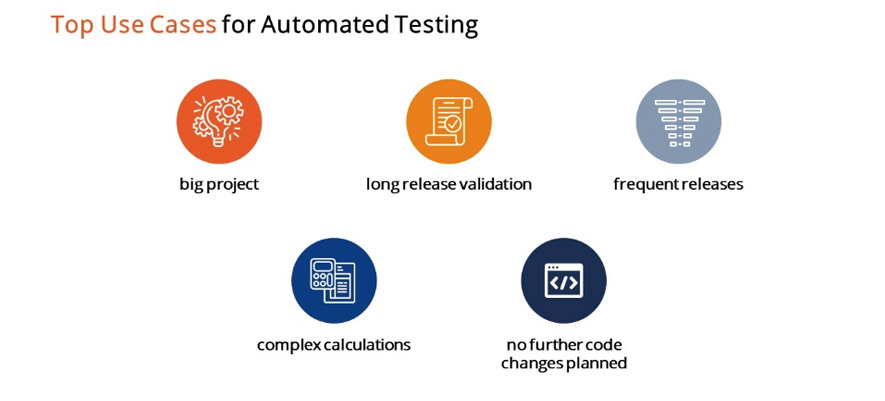 Top Use Cases for Automated Testing
big project
long release validation
frequent releases
complex calculations
no further code
changes planned